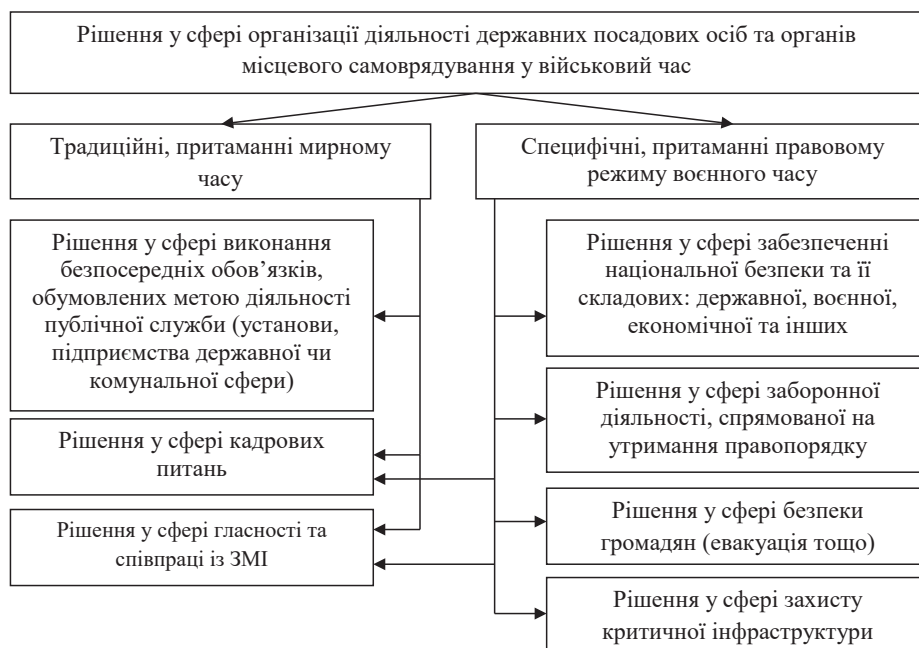 Рішення у сфері організації діяльності державних посадових осіб та органів
місцевого самоврядування у військовий час
Традиційні, притаманні мирному
часу
Специфічні, притаманні правовому
режиму воєнного часу
Рішення у сфері виконання
безпосередніх обов’язків,
обумовлених метою діяльності
публічної служби (установи,
підприємства державної чи
комунальної сфери)
Рішення у сфері кадрових
питань
Рішення у сфері гласності та
співпраці із ЗМІ
Рішення у сфері забезпеченні
національної безпеки та її
складових: державної, воєнної,
економічної та інших
Рішення у сфері заборонної
діяльності, спрямованої на
утримання правопорядку
Рішення у сфері безпеки
громадян (евакуація тощо)
Рішення у сфері захисту
критичної інфраструктури